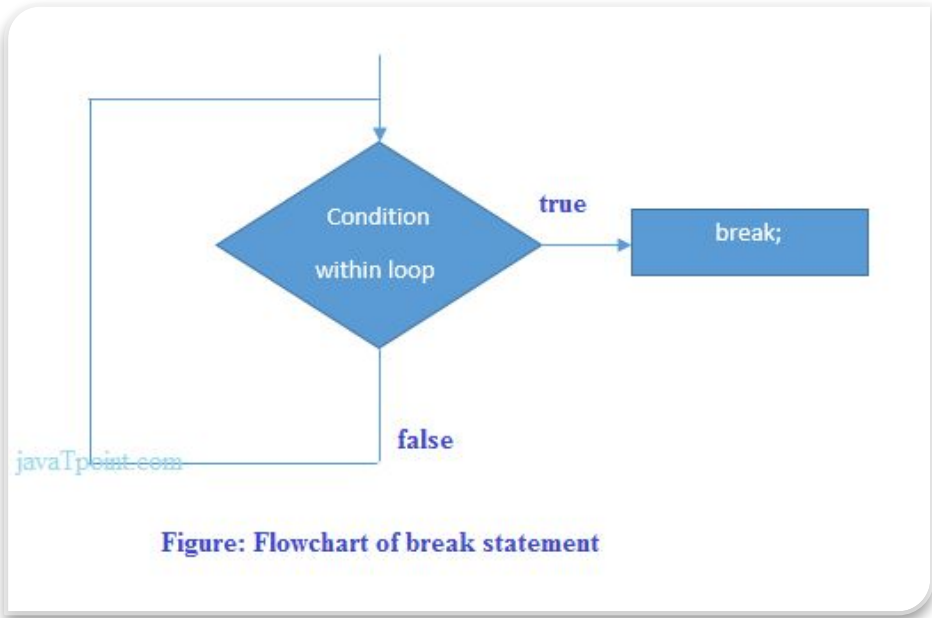 true
Condition
within loop
break;
false
javaTpoint.com
Figure: Flowchart of break statement